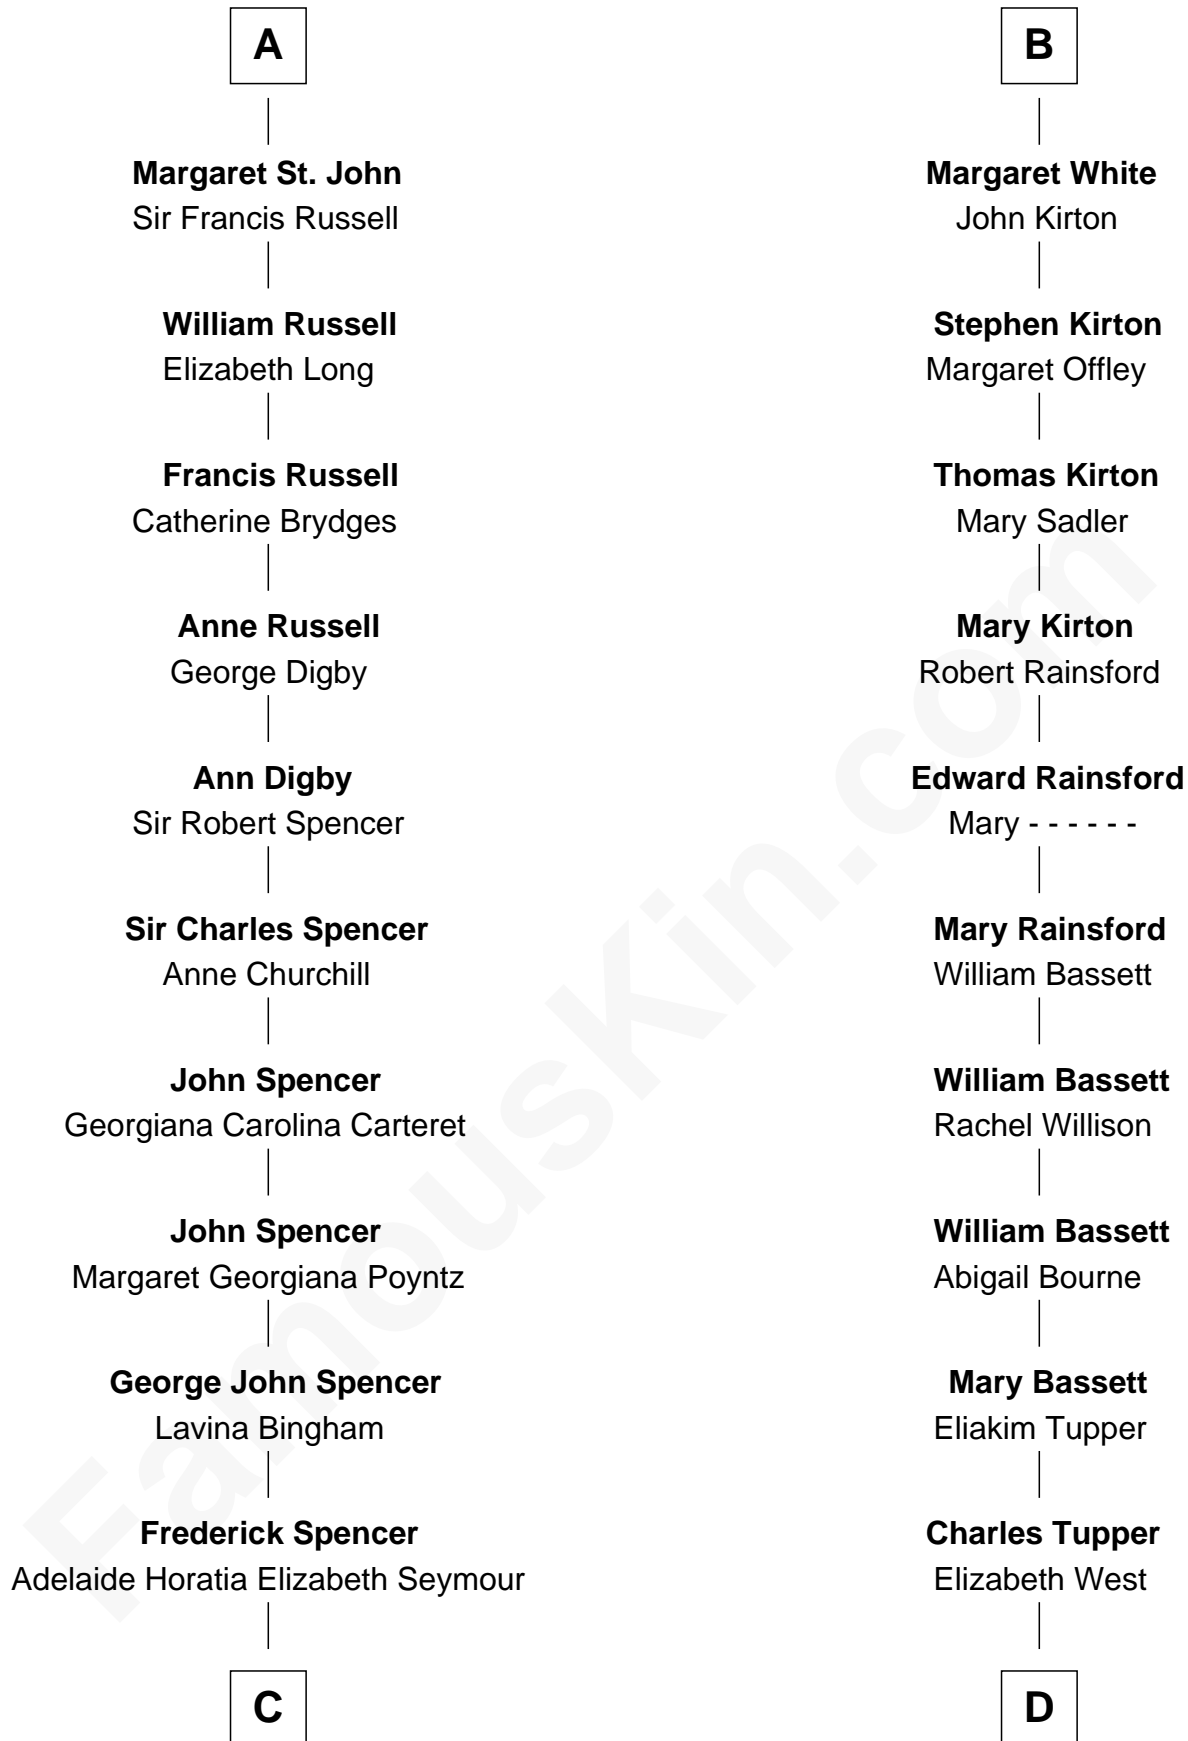 A
Margaret St. John
Sir Francis Russell
William Russell
Elizabeth Long
Francis Russell
Catherine Brydges
Anne Russell
George Digby
Ann Digby
Sir Robert Spencer
Sir Charles Spencer
Anne Churchill
John Spencer
Georgiana Carolina Carteret
John Spencer
Margaret Georgiana Poyntz
George John Spencer
Lavina Bingham
Frederick Spencer
Adelaide Horatia Elizabeth Seymour
C
B
Margaret White
John Kirton
Stephen Kirton
Margaret Offley
Thomas Kirton
Mary Sadler
Mary Kirton
Robert Rainsford
Edward Rainsford
Mary - - - - - -
Mary Rainsford
William Bassett
William Bassett
Rachel Willison
William Bassett
Abigail Bourne
Mary Bassett
Eliakim Tupper
Charles Tupper
Elizabeth West
D
FamousKin.com